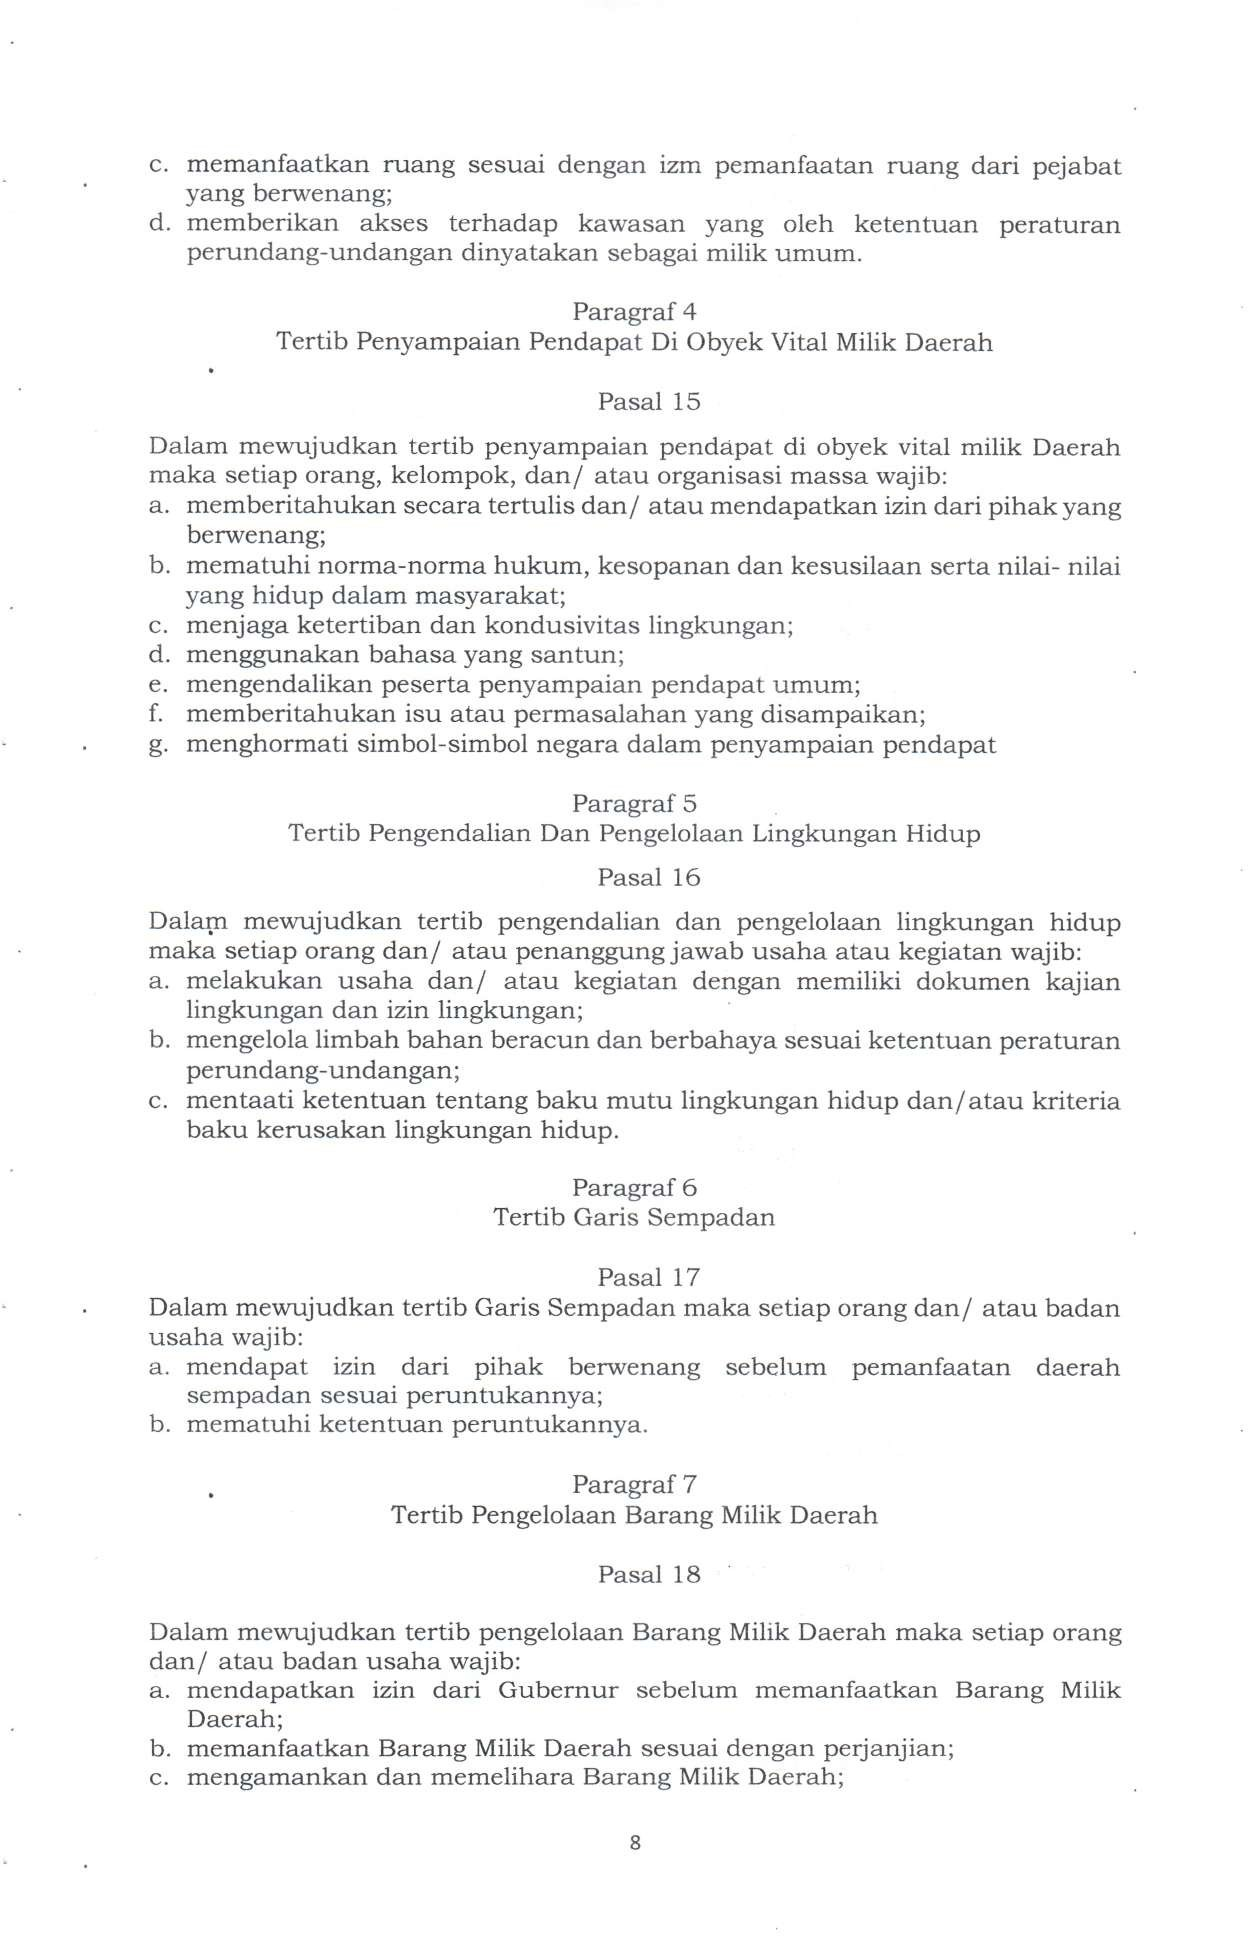 c. memanfaatkan ruang sesuai dengan izm pemanfaatan ruang dari pejabat
yang berwenang;
d. memberikan akses terhadap kawasan yang oleh ketentuan peraturan
perundang-undangan dinyatakan sebagai milik umum.
Paragraf 4
Tertib Penyampaian Pendapat Di Obyek Vital Milik Daerah
Pasal 15
Dalam mewujudkan tertib penyampaian pendapat di obyek vital milik Daerah
maka setiap orang, kelompok, dan/ atau organisasi massa wajib:
a. memberitahukan secara tertulis dan/ atau mendapatkan izin dari pihak yang
berwenang;
b. mematuhi norma-norma hukum, kesopanan dan kesusilaan serta nilai- nilai
yang hidup dalam masyarakat;
c. menjaga ketertiban dan kondusivitas lingkungan;
d. menggunakan bahasa yang santun;
e. mengendalikan peserta penyampaian pendapat umum;
f. memberitahukan isu atau permasalahan yang disampaikan;
g. menghormati simbol-simbol negara dalam penyampaian pendapat
Paragraf 5
Tertib Pengendalian Dan Pengelolaan Lingkungan Hidup
Pasal 16
Dalam mewujudkan tertib pengendalian dan pengelolaan lingkungan hidup
maka setiap orang dan/ atau penanggung jawab usaha atau kegiatan wajib:
a. melakukan usaha dan/ atau kegiatan dengan memiliki dokumen kajian
lingkungan dan izin lingkungan;
b. mengelola limbah bahan beracun dan berbahaya sesuai ketentuan peraturan
perundang-undangan;
c. mentaati ketentuan tentang baku mutu lingkungan hidup dan/atau kriteria
baku kerusakan lingkungan hidup.
Paragraf 6
Tertib Garis Sempadan
Pasal 17
Dalam mewujudkan tertib Garis Sempadan maka setiap orang dan/ atau badan
usaha wajib:
a. mendapat izin dari pihak berwenang sebelum pemanfaatan daerah
sempadan sesuai peruntukannya;
b. mematuhi ketentuan peruntukannya.
Paragraf 7
Tertib Pengelolaan Barang Milik Daerah
Pasal 18
Dalam mewujudkan tertib pengelolaan Barang Milik Daerah maka setiap orang
dan/ atau badan usaha wajib:
a. mendapatkan izin dari Gubernur sebelum memanfaatkan Barang Milik
Daerah;
b. memanfaatkan Barang Milik Daerah sesuai dengan perjanjian;
c. mengamankan dan memelihara Barang Milik Daerah;
8